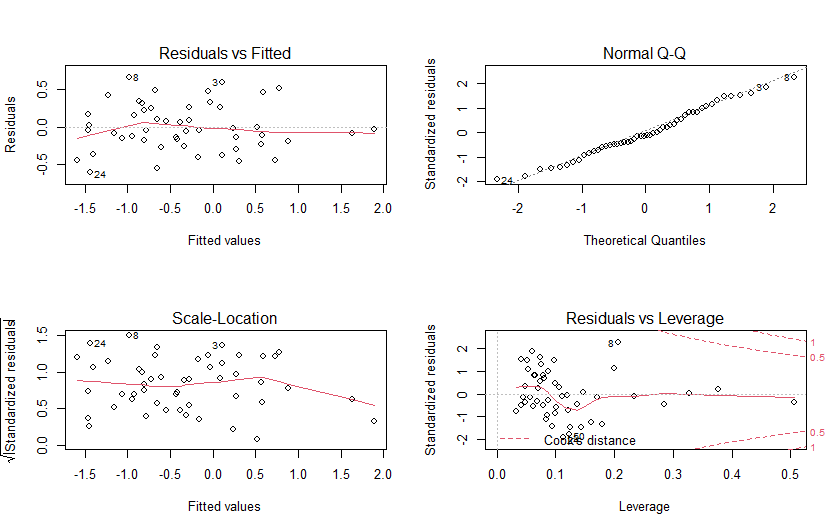 Residuals vs Fitted
Residuals
0.5
0.0
-0.5
8
3
24
-1.5 -1.0 -0.5 0.0 0.5 1.0 1.5 2.0
Fitted values
Normal Q-Q
Standardized residuals
2
1
0
-1
-2
8
3
24
-2 -1 0 1 2
Theoretical Quantiles
Scale-Location
√|Standardized residuals|
1.5
1.0
0.5
0.0
8
3
24
-1.5 -1.0 -0.5 0.0 0.5 1.0 1.5 2.0
Fitted values
Residuals vs Leverage
Standardized residuals
2
1
0
-1
-2
8
50
1
0.5
0.5
1
Cook's distance
0.0 0.1 0.2 0.3 0.4 0.5
Leverage